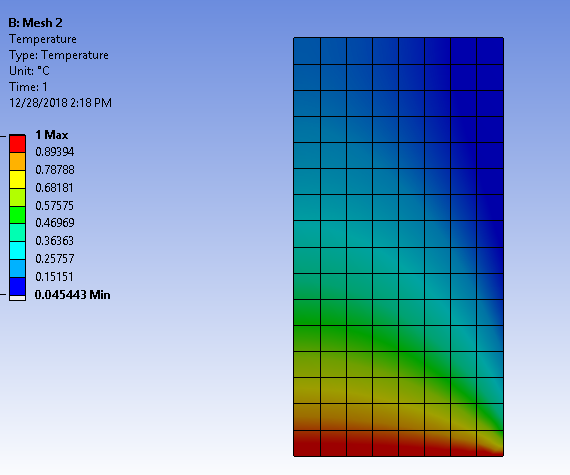 B: Mesh 2
Temperature
Type: Temperature
Unit: °C
Time: 1
12/28/2018 2:18 PM
1 Max
0.89394
0.78788
0.68181
0.57575
0.46969
0.36363
0.25757
0.15151
0.045443 Min